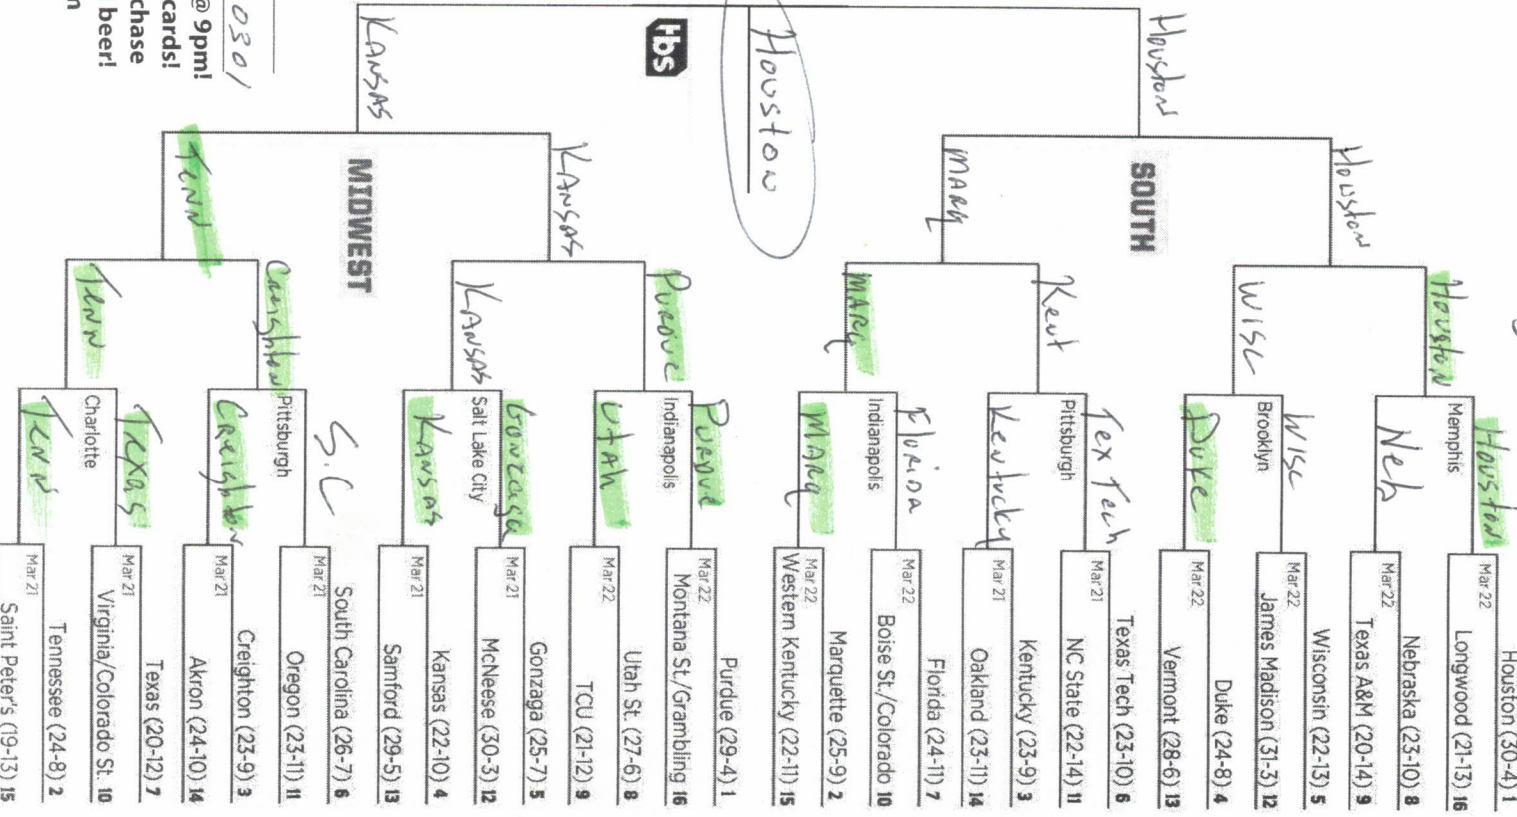 Houston
Houston
KANSAS
tbs
0301
@ 9pm!
cards!
chase
beer!
SOUTH
Houston
MARQ
Houston
WISC
Kent
MARQ
Houston
Memphis
Neb
WISC
Brooklyn
Duke
Tex Tech
Pittsburgh
Kentucky
Florida
Indianapolis
MARQ
Houston (30-4) 1
Mar 22
Longwood (21-13) 16
Nebraska (23-10) 8
Mar 22
Texas A&M (20-14) 9
Wisconsin (22-13) 5
Mar 22
James Madison (31-3) 12
Duke (24-8) 4
Mar 22
Vermont (28-6) 13
Texas Tech (23-10) 6
Mar 21
NC State (22-14) 11
Kentucky (23-9) 3
Mar 21
Oakland (23-11) 14
Florida (24-11) 7
Mar 22
Boise St./Colorado 10
Marquette (25-9) 2
Mar 22
Western Kentucky (22-11) 15
MIDWEST
KANSAS
TENN
Purdue
KANSAS
Creighton
TENN
Purdue
Indianapolis
Utah
Gonzaga
Salt Lake City
KANSAS
S.C
Pittsburgh
Creighton
Texas
Charlotte
TENN
Purdue (29-4) 1
Mar 22
Montana St./Grambling 16
Utah St. (27-6) 8
Mar 22
TCU (21-12) 9
Gonzaga (25-7) 5
Mar 21
McNeese (30-3) 12
Kansas (22-10) 4
Mar 21
Samford (29-5) 13
South Carolina (26-7) 6
Mar 21
Oregon (23-11) 11
Creighton (23-9) 3
Mar 21
Akron (24-10) 14
Texas (20-12) 7
Mar 21
Virginia/Colorado St. 10
Tennessee (24-8) 2
Mar 21
Saint Peter's (19-13) 15